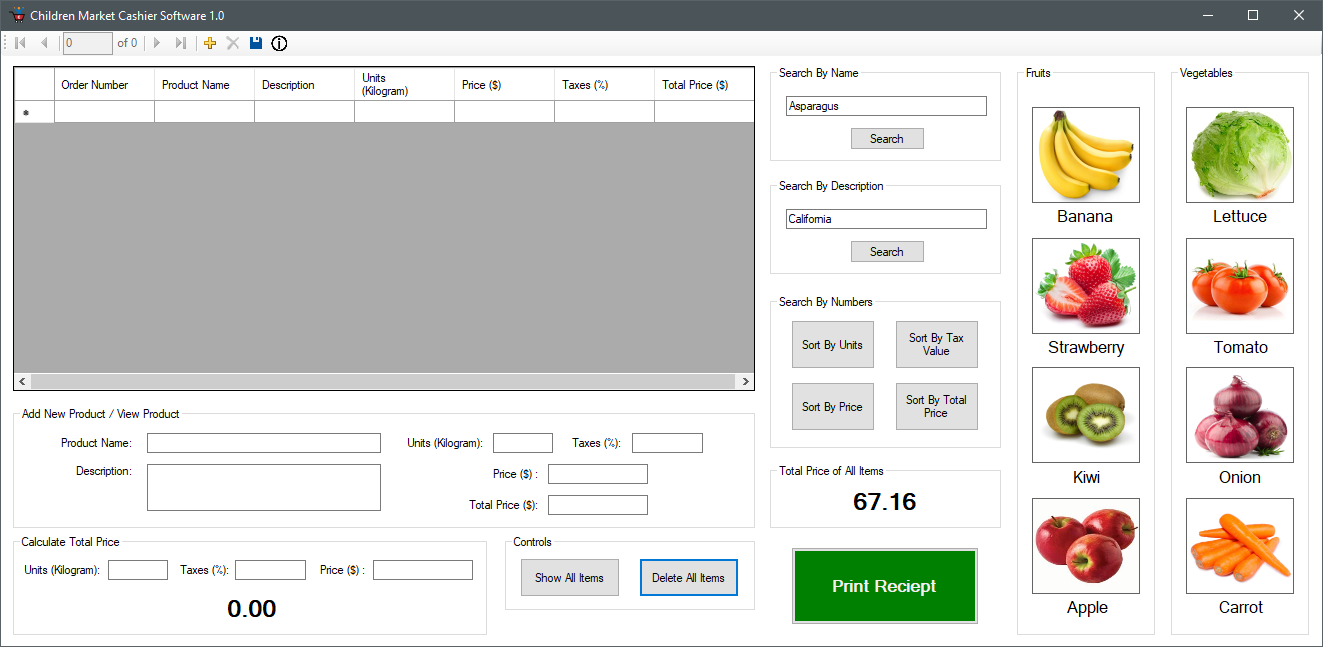 Children Market Cashier Software 1.0
0
of 0
Order Number
Product Name
Description
Units
(Kilogram)
Price ($)
Taxes (%)
Total Price ($)
Add New Product / View Product
Product Name:
Units (Kilogram):
Taxes (%):
Description:
Price ($) :
Total Price ($):
Calculate Total Price
Units (Kilogram):
Taxes (%):
Price ($) :
0.00
Controls
Show All Items
Delete All Items
Search By Name
Asparagus
Search
Search By Description
California
Search
Search By Numbers
Sort By Units
Sort By Tax
Value
Sort By Price
Sort By Total
Price
Total Price of All Items
67.16
Print Reciept
Fruits
Banana
Strawberry
Kiwi
Apple
Vegetables
Lettuce
Tomato
Onion
Carrot